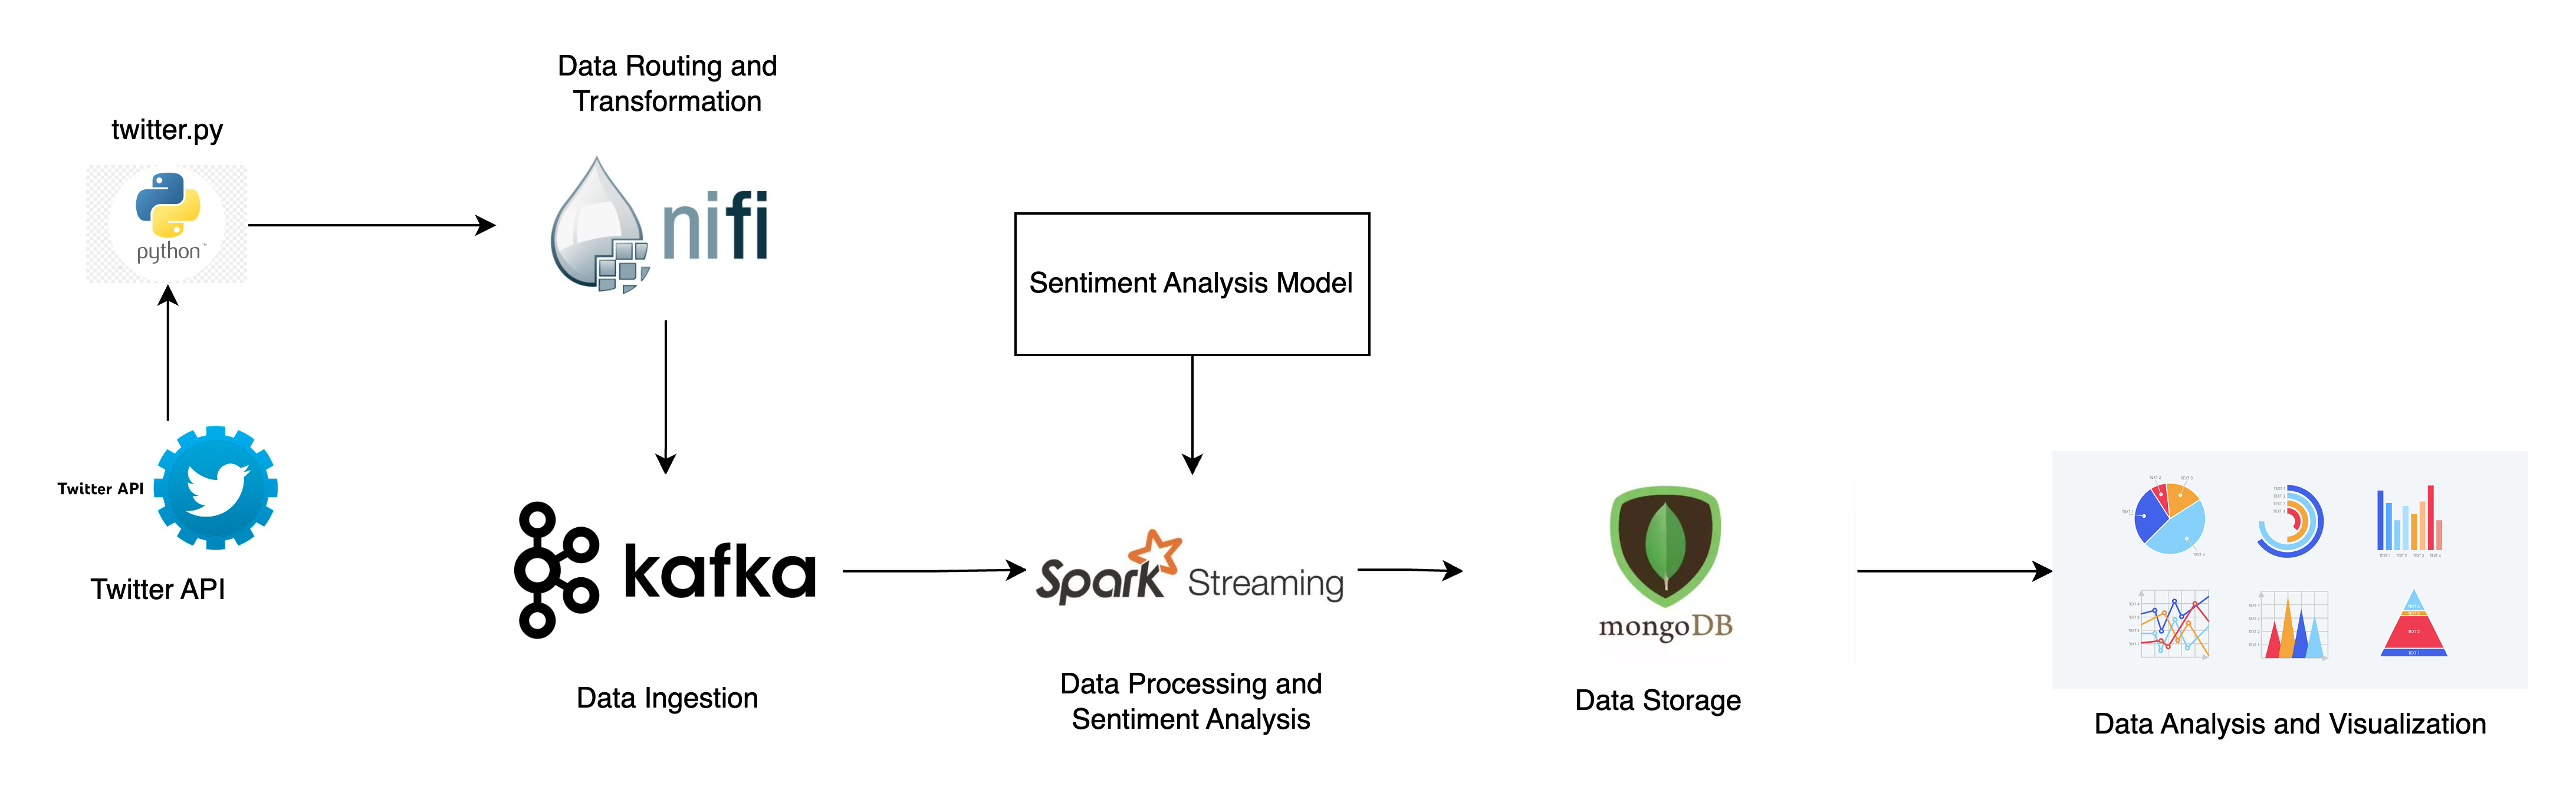 Data Routing and
Transformation
twitter.py
python™
nifi
Sentiment Analysis Model
Twitter API
Twitter API
kafka
Spark Streaming
mongoDB
Data Ingestion
Data Processing and
Sentiment Analysis
Data Storage
Data Analysis and Visualization